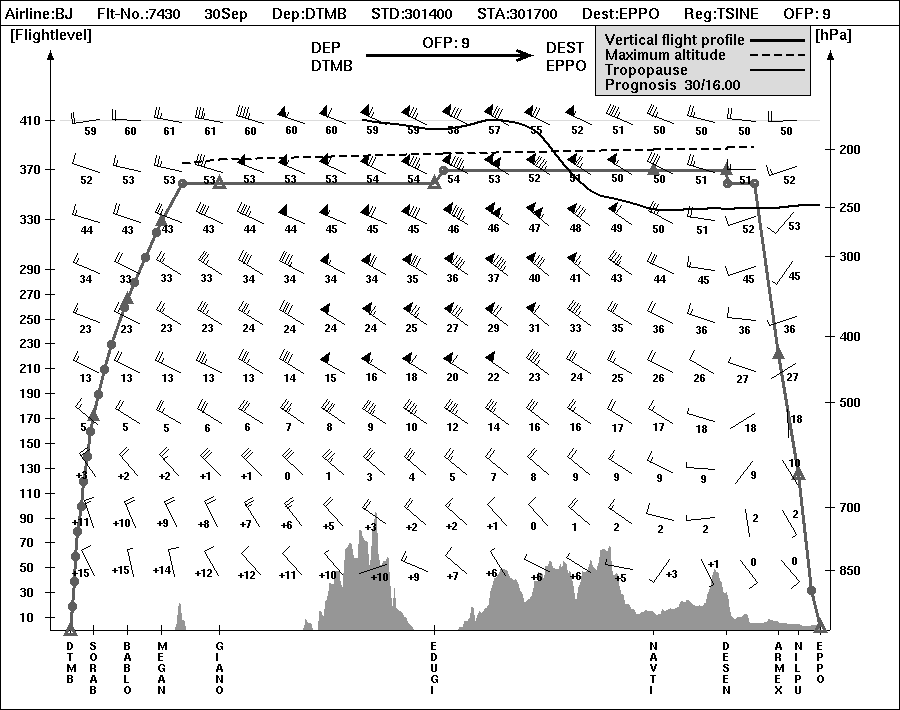 Airline:BJ Flt-No.:7430 30Sep Dep:DTMB STD:301400 STA:301700 Dest:EPPO Reg:TSINE OFP: 9
[Flightlevel] [hPa]
DEP OFP: 9 DEST
DTMB EPPO
Vertical flight profile
Maximum altitude
Tropopause
Prognosis 30/16.00
410 59 60 61 61 60 60 60 59 59 58 57 55 52 51 50 50 50 50
200
370 52 53 53 53 53 53 53 54 54 54 53 52 51 50 50 51 51 52
250
330 44 43 43 43 44 44 45 45 45 46 46 47 48 49 50 51 52 53
300
290 34 33 33 33 34 34 34 34 35 36 37 40 41 43 44 45 45 45
270
250 23 23 23 23 24 24 24 24 25 27 29 31 33 35 36 36 36 36
400
230
210 13 13 13 13 13 14 15 16 18 20 22 23 24 25 26 26 27 27
190
500
170 5 5 5 6 6 7 8 9 10 12 14 16 16 17 17 18 18 18
150
130 +3 +2 +2 +1 +1 0 1 3 4 5 7 8 9 9 9 9 9 10
110
700
90 +11 +10 +9 +8 +7 +6 +5 +3 +2 +2 +1 0 1 2 2 2 2 2
70
50 +15 +15 +14 +12 +12 +11 +10 +10 +9 +7 +6 +6 +6 +5 +3 +1 0 0
850
30
10
DTMB SORAB BABLO MEGAN GIANO EDUGI NAVTI DESEN ARMEX NILPU EPPO